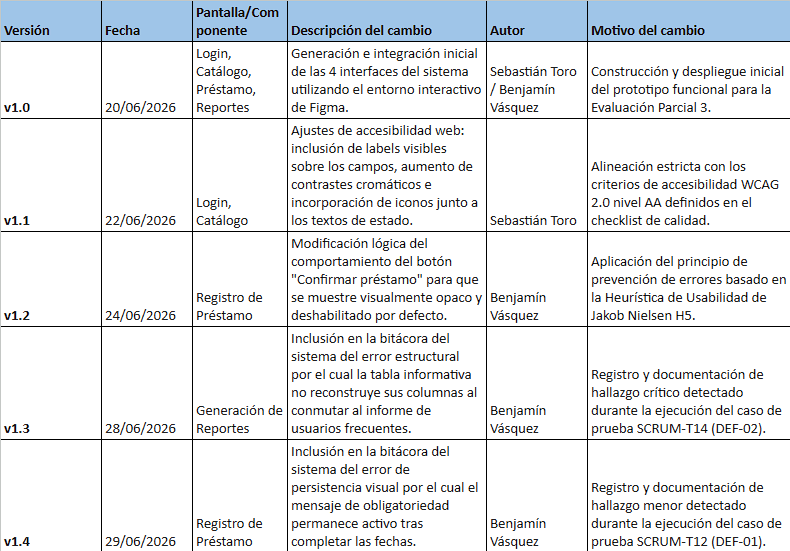 Versión Fecha Pantalla/Com
ponente Descripción del cambio Autor Motivo del cambio
v1.0 20/06/2026 Login,
Catálogo,
Préstamo,
Reportes
Generación e integración inicial
de las 4 interfaces del sistema
utilizando el entorno interactivo
de Figma.
Sebastián Toro
/ Benjamín
Vásquez
Construcción y despliegue inicial
del prototipo funcional para la
Evaluación Parcial 3.
v1.1 22/06/2026 Login,
Catálogo
Ajustes de accesibilidad web:
inclusión de labels visibles
sobre los campos, aumento de
contrastes cromáticos e
incorporación de iconos junto a
los textos de estado.
Sebastián Toro
Alineación estricta con los
criterios de accesibilidad WCAG
2.0 nivel AA definidos en el
checklist de calidad.
v1.2 24/06/2026 Registro de
Préstamo
Modificación lógica del
comportamiento del botón
"Confirmar préstamo" para que
se muestre visualmente opaco y
deshabilitado por defecto.
Benjamín
Vásquez
Aplicación del principio de
prevención de errores basado en
la Heurística de Usabilidad de
Jakob Nielsen H5.
v1.3 28/06/2026 Generación de
Reportes
Inclusión en la bitácora del
sistema del error estructural
por el cual la tabla informativa
no reconstruye sus columnas al
conmutar al informe de
usuarios frecuentes.
Benjamín
Vásquez
Registro y documentación de
hallazgo crítico detectado
durante la ejecución del caso de
prueba SCRUM-T14 (DEF-02).
v1.4 29/06/2026 Registro de
Préstamo
Inclusión en la bitácora del
sistema del error de
persistencia visual por el cual el
mensaje de obligatoriedad
permanece activo tras
completar las fechas.
Benjamín
Vásquez
Registro y documentación de
hallazgo menor detectado
durante la ejecución del caso de
prueba SCRUM-T12 (DEF-01).